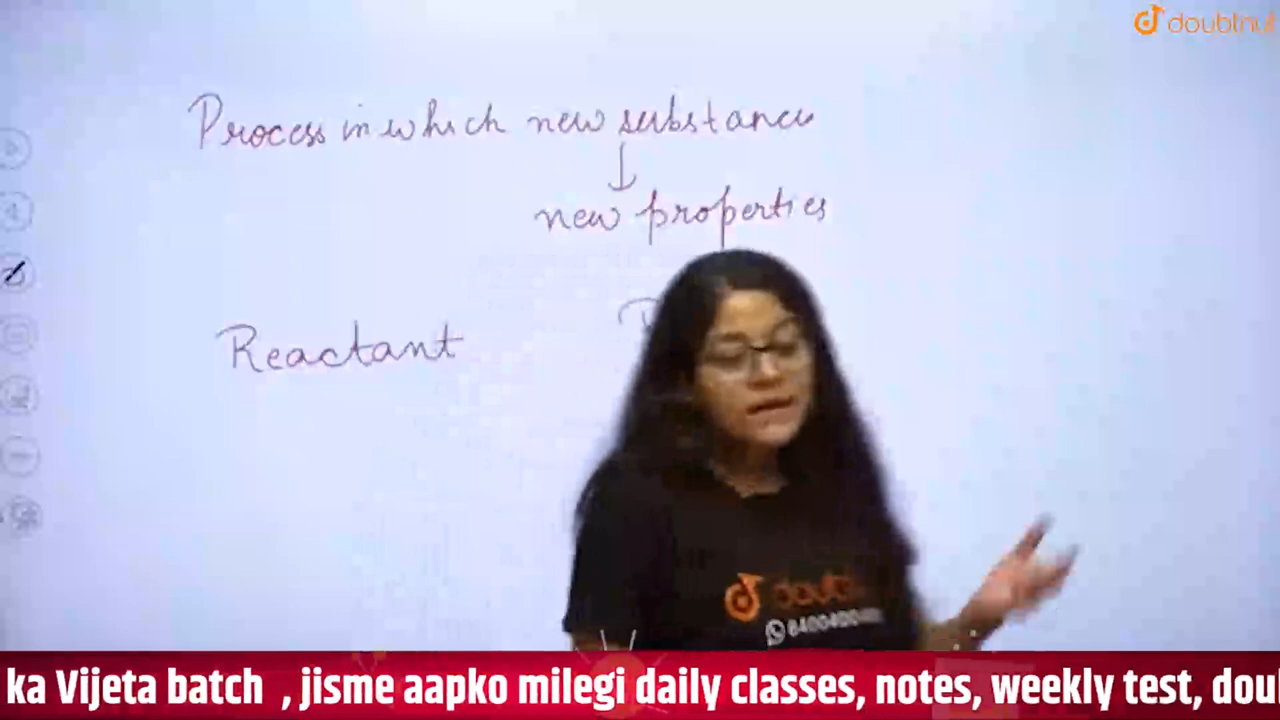 doubtnut
Process in which new substance
new properties
Reactant
ka Vijeta batch , jisme aapko milegi daily classes, notes, weekly test, dou